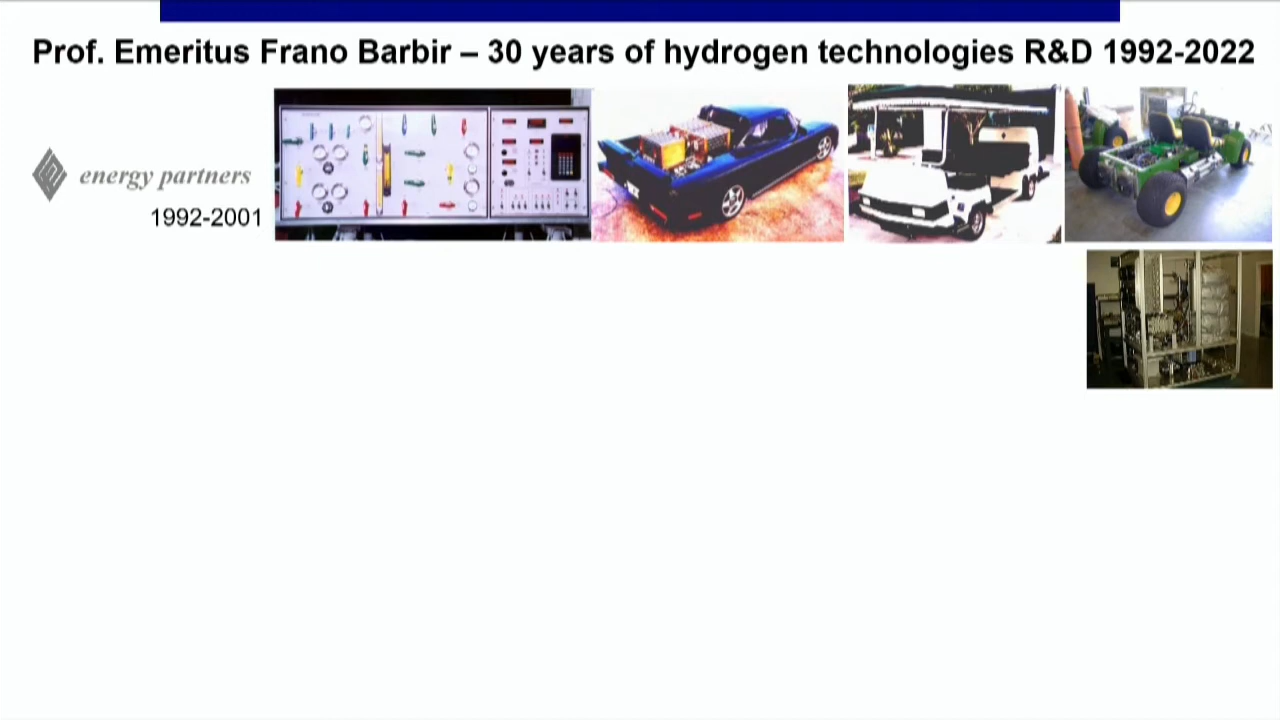 Prof. Emeritus Frano Barbir – 30 years of hydrogen technologies R&D 1992-2022
energy partners
1992-2001